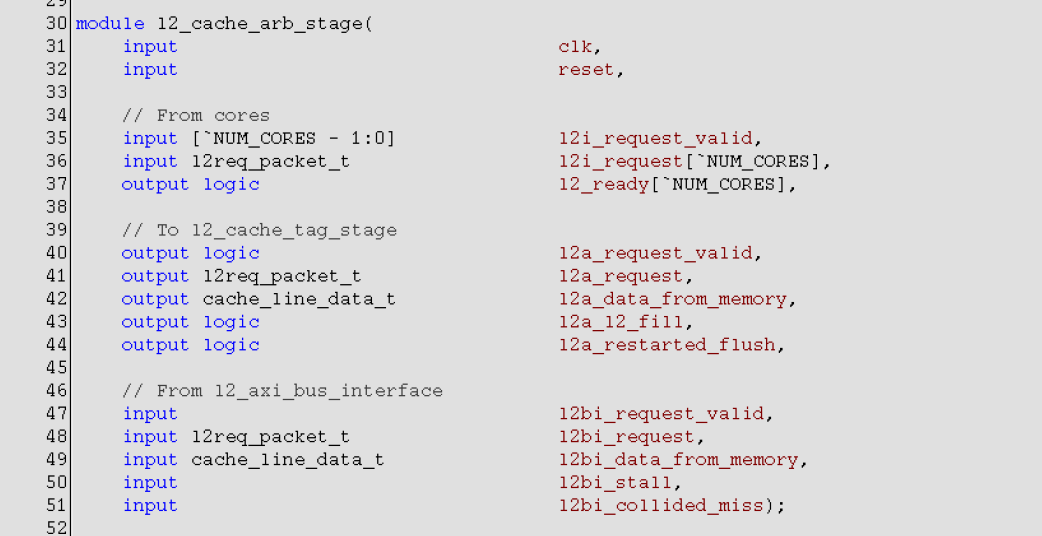 29
30 module l2_cache_arb_stage(
31 input clk,
32 input reset,
33
34 // From cores
35 input [`NUM_CORES - 1:0] l2i_request_valid,
36 input l2req_packet_t l2i_request[`NUM_CORES],
37 output logic l2_ready[`NUM_CORES],
38
39 // To l2_cache_tag_stage
40 output logic l2a_request_valid,
41 output l2req_packet_t l2a_request,
42 output cache_line_data_t l2a_data_from_memory,
43 output logic l2a_l2_fill,
44 output logic l2a_restarted_flush,
45
46 // From l2_axi_bus_interface
47 input l2bi_request_valid,
48 input l2req_packet_t l2bi_request,
49 input cache_line_data_t l2bi_data_from_memory,
50 input l2bi_stall,
51 input l2bi_collided_miss);
52